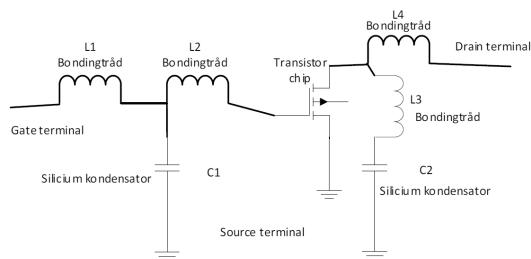 L4
Bondingtråd
Drain terminal
L1
Bondingtråd
L2
Bondingtråd
Transistor
chip
L3
Bondingtråd
Gate terminal
Silicium kondensator
C1
C2
Silicium kondensator
Source terminal